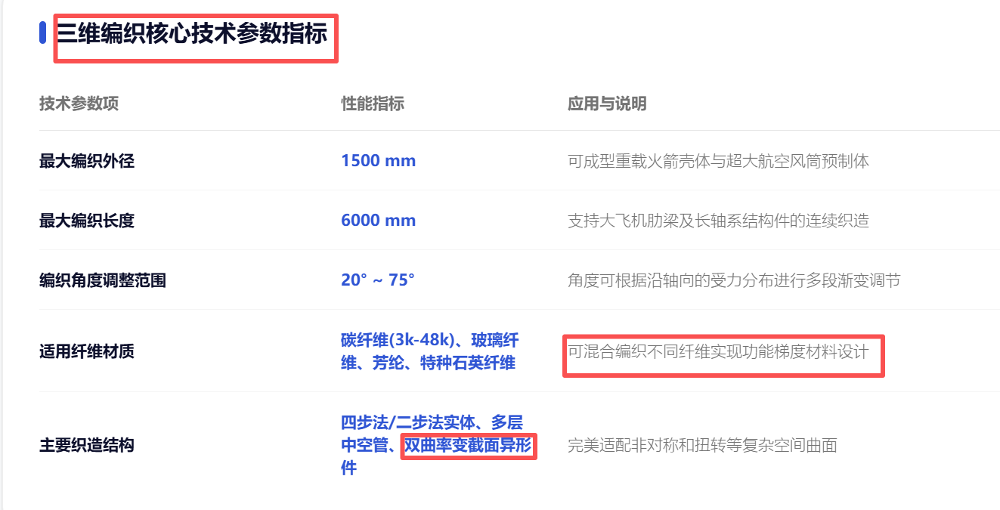 三维编织核心技术参数指标
技术参数项 性能指标 应用与说明
最大编织外径 1500 mm 可成型重载火箭壳体与超大航空风筒预制体
最大编织长度 6000 mm 支持大飞机肋梁及长轴系结构件的连续织造
编织角度调整范围 20° ~ 75° 角度可根据沿轴向的受力分布进行多段渐变调节
适用纤维材质 碳纤维(3k-48k)、玻璃纤
维、芳纶、特种石英纤维 可混合编织不同纤维实现功能梯度材料设计
主要织造结构 四步法/二步法实体、多层
中空管、双曲率变截面异形
件 完美适配非对称和扭转等复杂空间曲面